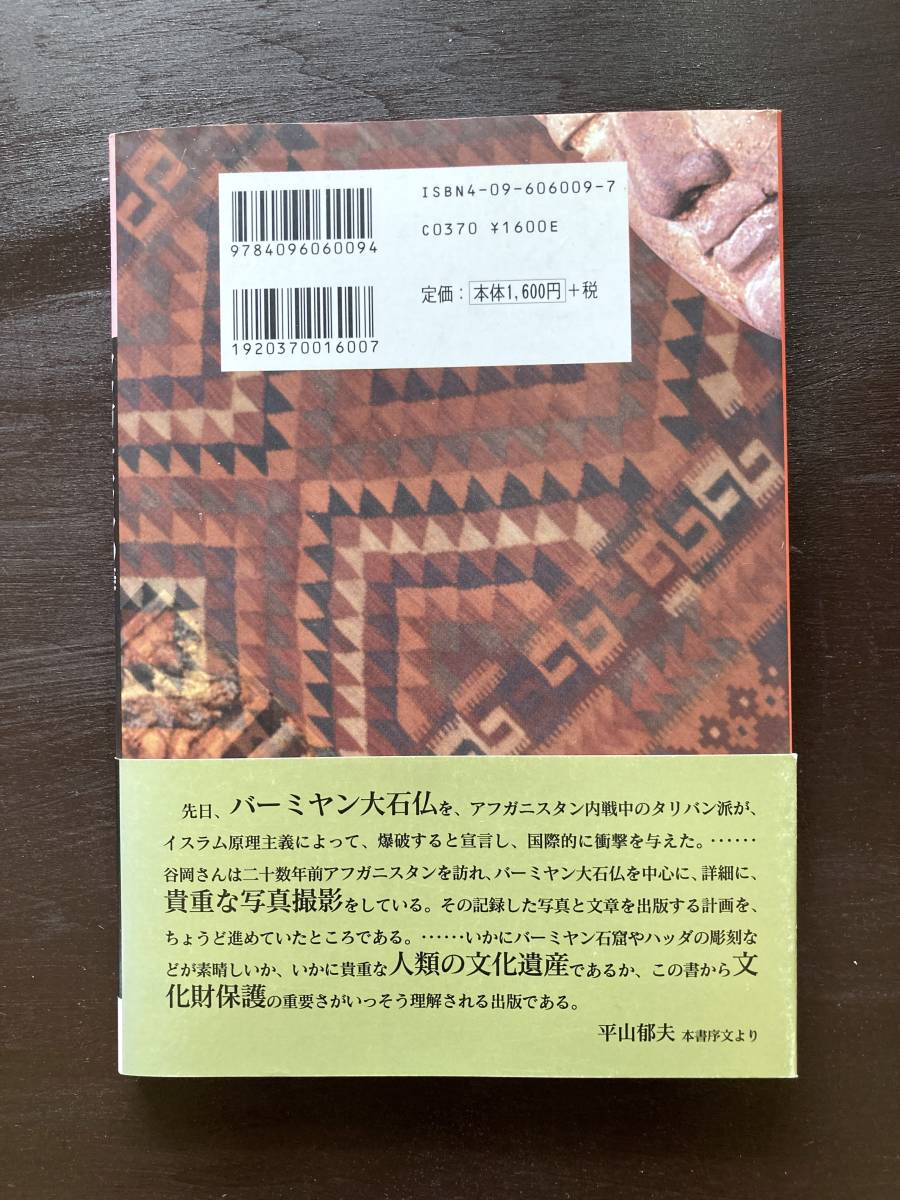 ISBN4-09-606009-7
9784096060094
C0370 ¥1600E
定価：本体1,600円+税
1920370016007
先日、バーミヤン大石仏を、アフガニスタン内戦中のタリバン派が、
イスラム原理主義によって、爆破すると宣言し、国際的に衝撃を与えた。‥‥‥
谷岡さんは二十数年前アフガニスタンを訪れ、バーミヤン大石仏を中心に、詳細に、
貴重な写真撮影をしている。その記録した写真と文章を出版する計画を、
ちょうど進めていたところである。‥‥‥いかにバーミヤン石窟やハッダの彫刻な
どが素晴しいか、いかに貴重な人類の文化遺産であるか、この書から文
化財保護の重要さがいっそう理解される出版である。
平山郁夫 本書序文より